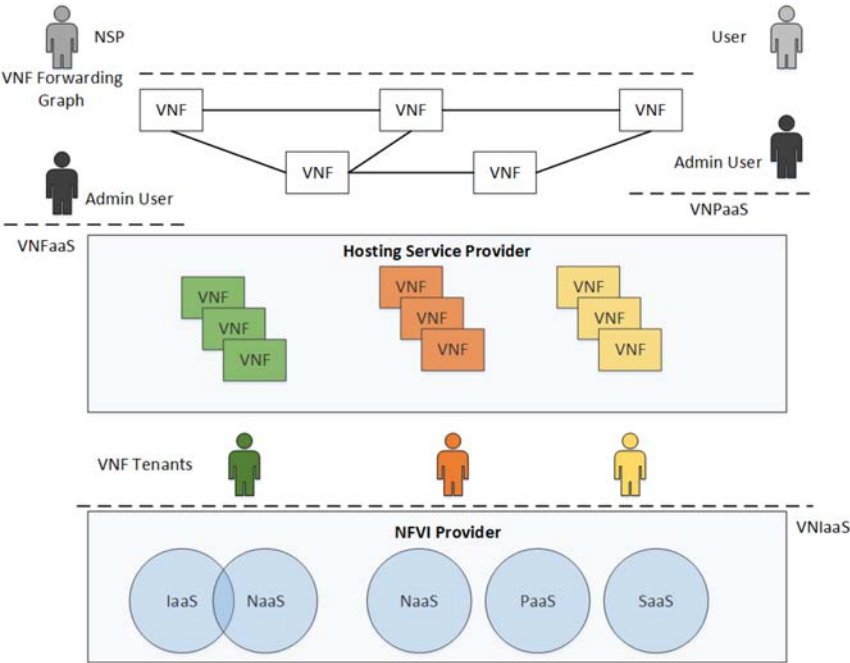 NSP
User
VNF Forwarding
Graph
VNF
VNF
VNF
VNF
VNF
Admin User
Admin User
VNPaaS
VNFaaS
Hosting Service Provider
VNF
VNF
VNF
VNF
VNF
VNF
VNF
VNF
VNF
VNF Tenants
VNIaaS
NFVI Provider
IaaS
NaaS
NaaS
PaaS
SaaS